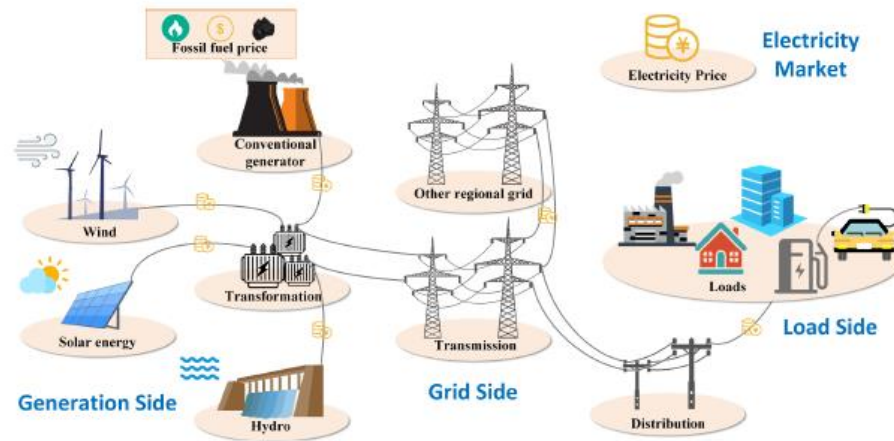 Fossil fuel price
Electricity Price
Electricity
Market
Conventional
generator
Other regional grid
Wind
Transformation
Loads
Solar energy
Transmission
Load Side
Generation Side
Grid Side
Hydro
Distribution